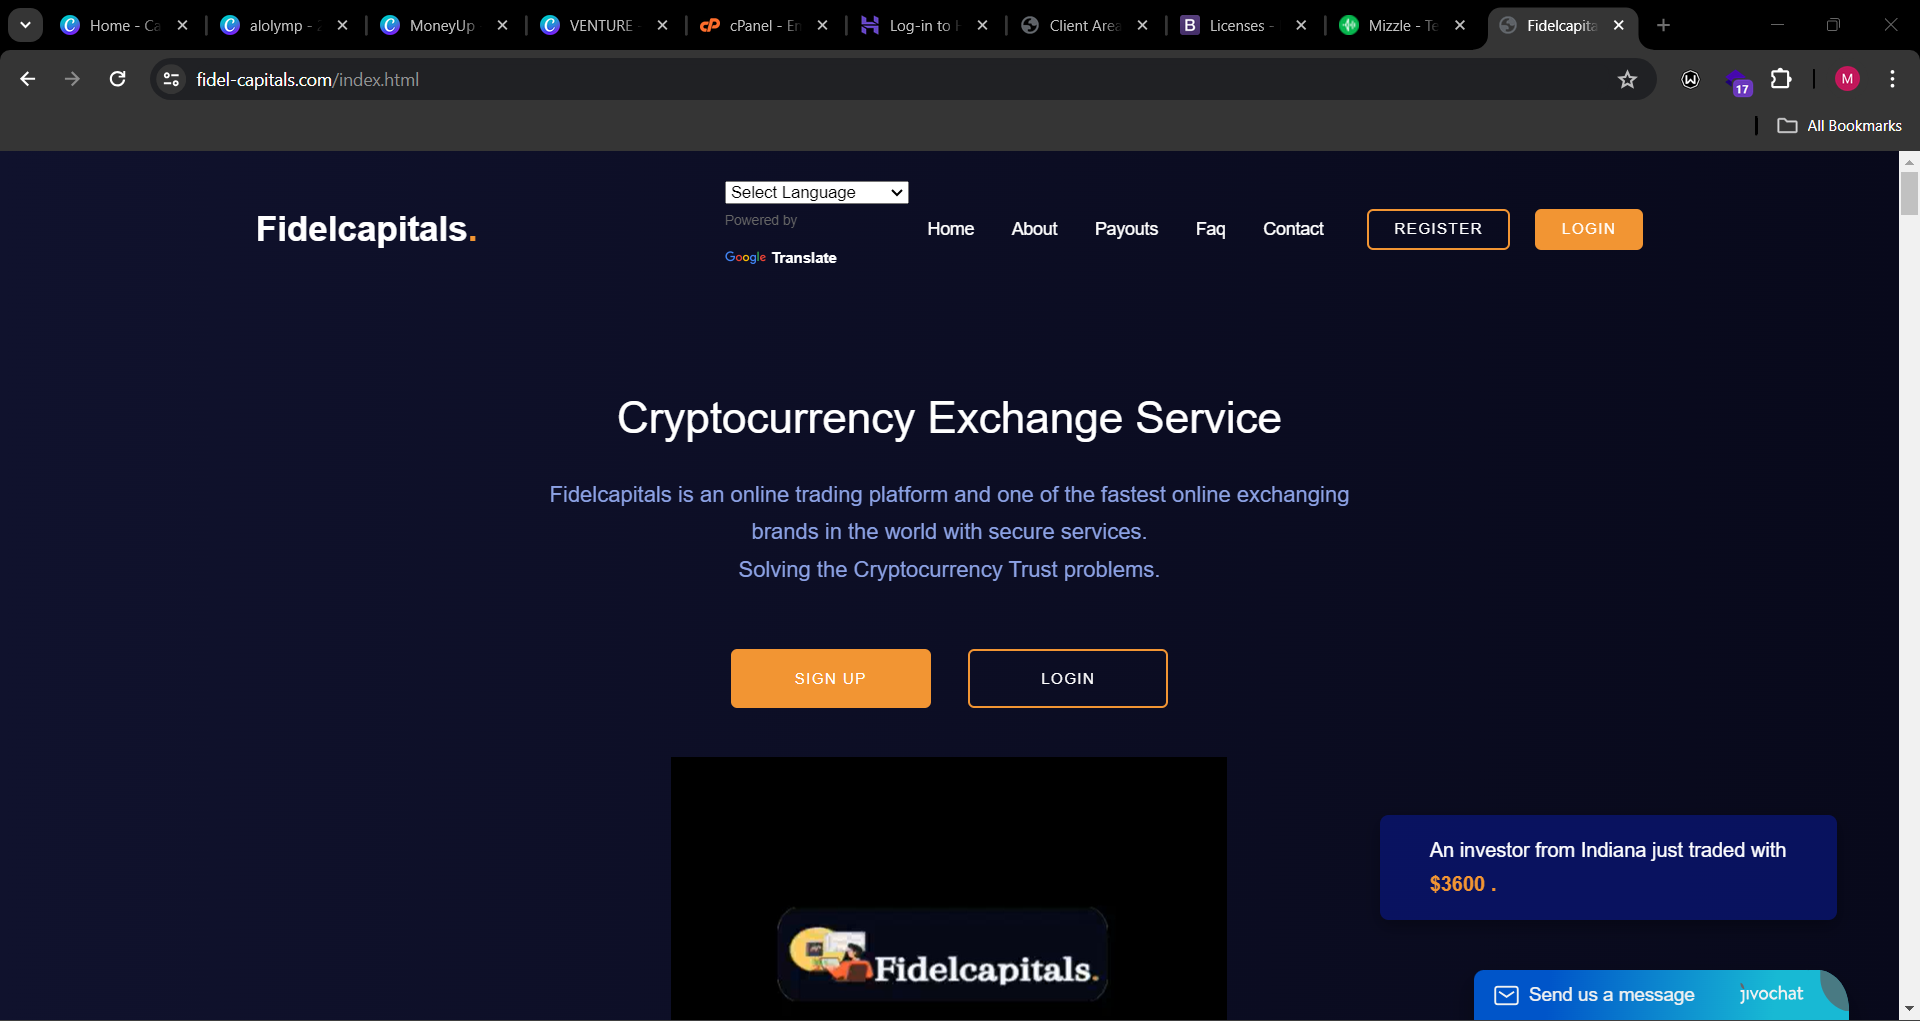 Home - Ca
alolymp - 2
MoneyUp
VENTURE -
cPanel - En
Log-in to H
Client Area
Licenses -
Mizzle - Te
Fidelcapita
fidel-capitals.com/index.html
17
M
All Bookmarks
Fidelcapitals.
Select Language
Powered by
Google Translate
Home
About
Payouts
Faq
Contact
REGISTER
LOGIN
Cryptocurrency Exchange Service
Fidelcapitals is an online trading platform and one of the fastest online exchanging
brands in the world with secure services.
Solving the Cryptocurrency Trust problems.
SIGN UP
LOGIN
Fidelcapitals.
An investor from Indiana just traded with
$3600 .
Send us a message
jivochat